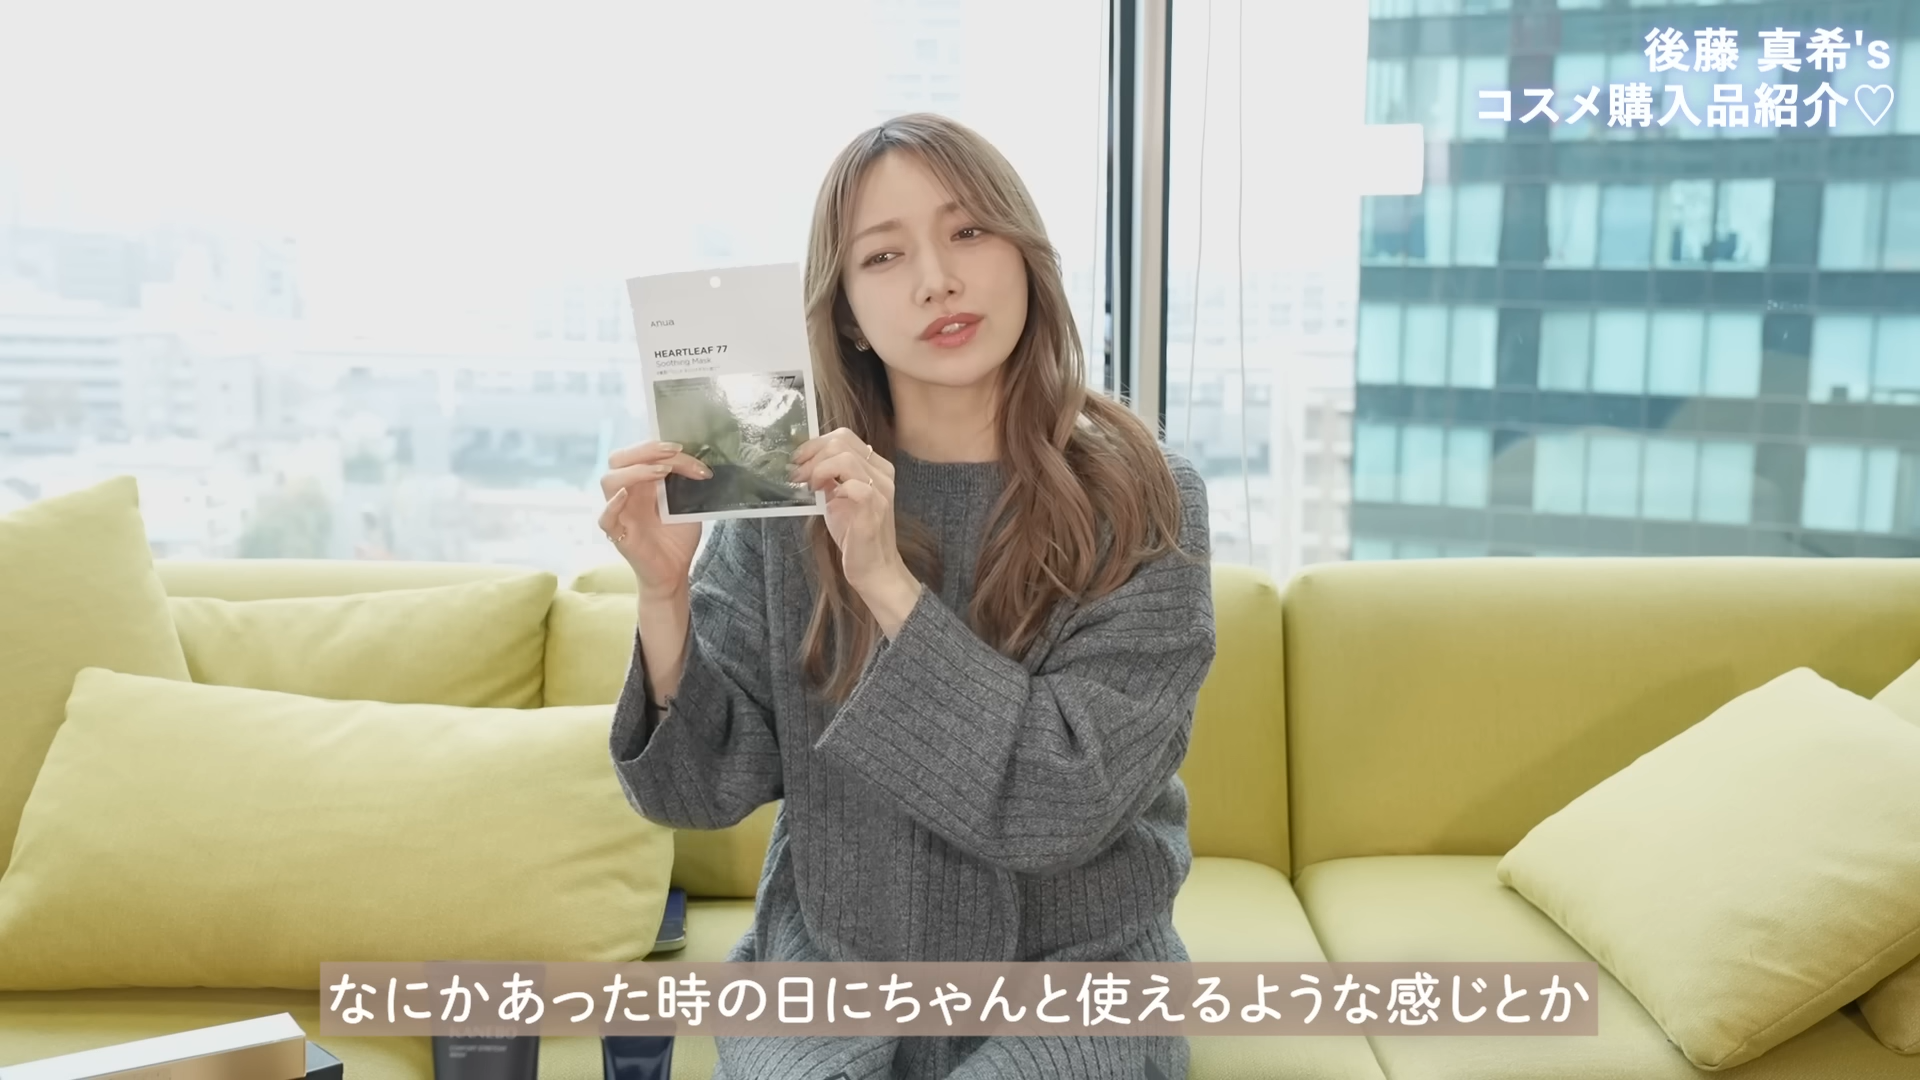 後藤 真希's
コスメ購入品紹介♡
Anua
HEARTLEAF 77
Soothing Mask
なにかあった時の日にちゃんと使えるような感じとか
KANEBO